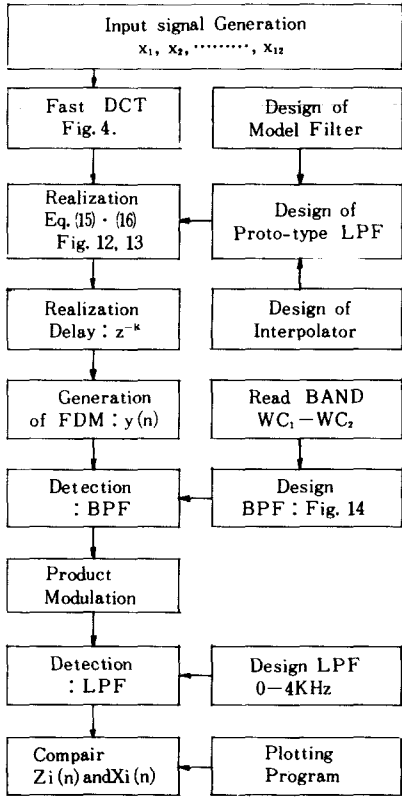 Input signal Generation
x₁, x₂, ·········, x₁₂
Fast DCT
Fig. 4.
Design of
Model Filter
Realization
Eq. (15)·(16)
Fig. 12, 13
Design of
Proto-type LPF
Realization
Delay : z⁻ᴷ
Design of
Interpolator
Generation
of FDM : y(n)
Read BAND
WC₁−WC₂
Detection
: BPF
Design
BPF : Fig. 14
Product
Modulation
Detection
: LPF
Design LPF
0−4KHz
Compair
Zi(n)andXi(n)
Plotting
Program